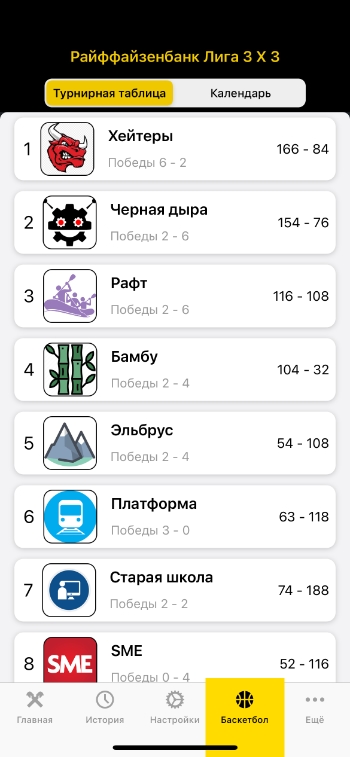 Райффайзенбанк Лига 3 X 3
Турнирная таблица Календарь
1 Хейтеры 166 - 84
Победы 6 - 2
2 Черная дыра 154 - 76
Победы 2 - 6
3 Рафт 116 - 108
Победы 2 - 6
4 Бамбу 104 - 32
Победы 2 - 4
5 Эльбрус 54 - 108
Победы 2 - 4
6 Платформа 63 - 118
Победы 3 - 0
7 Старая школа 74 - 188
Победы 2 - 2
8 SME SME 52 - 116
Победы 0 - 4
Главная История Настройки Баскетбол Ещё